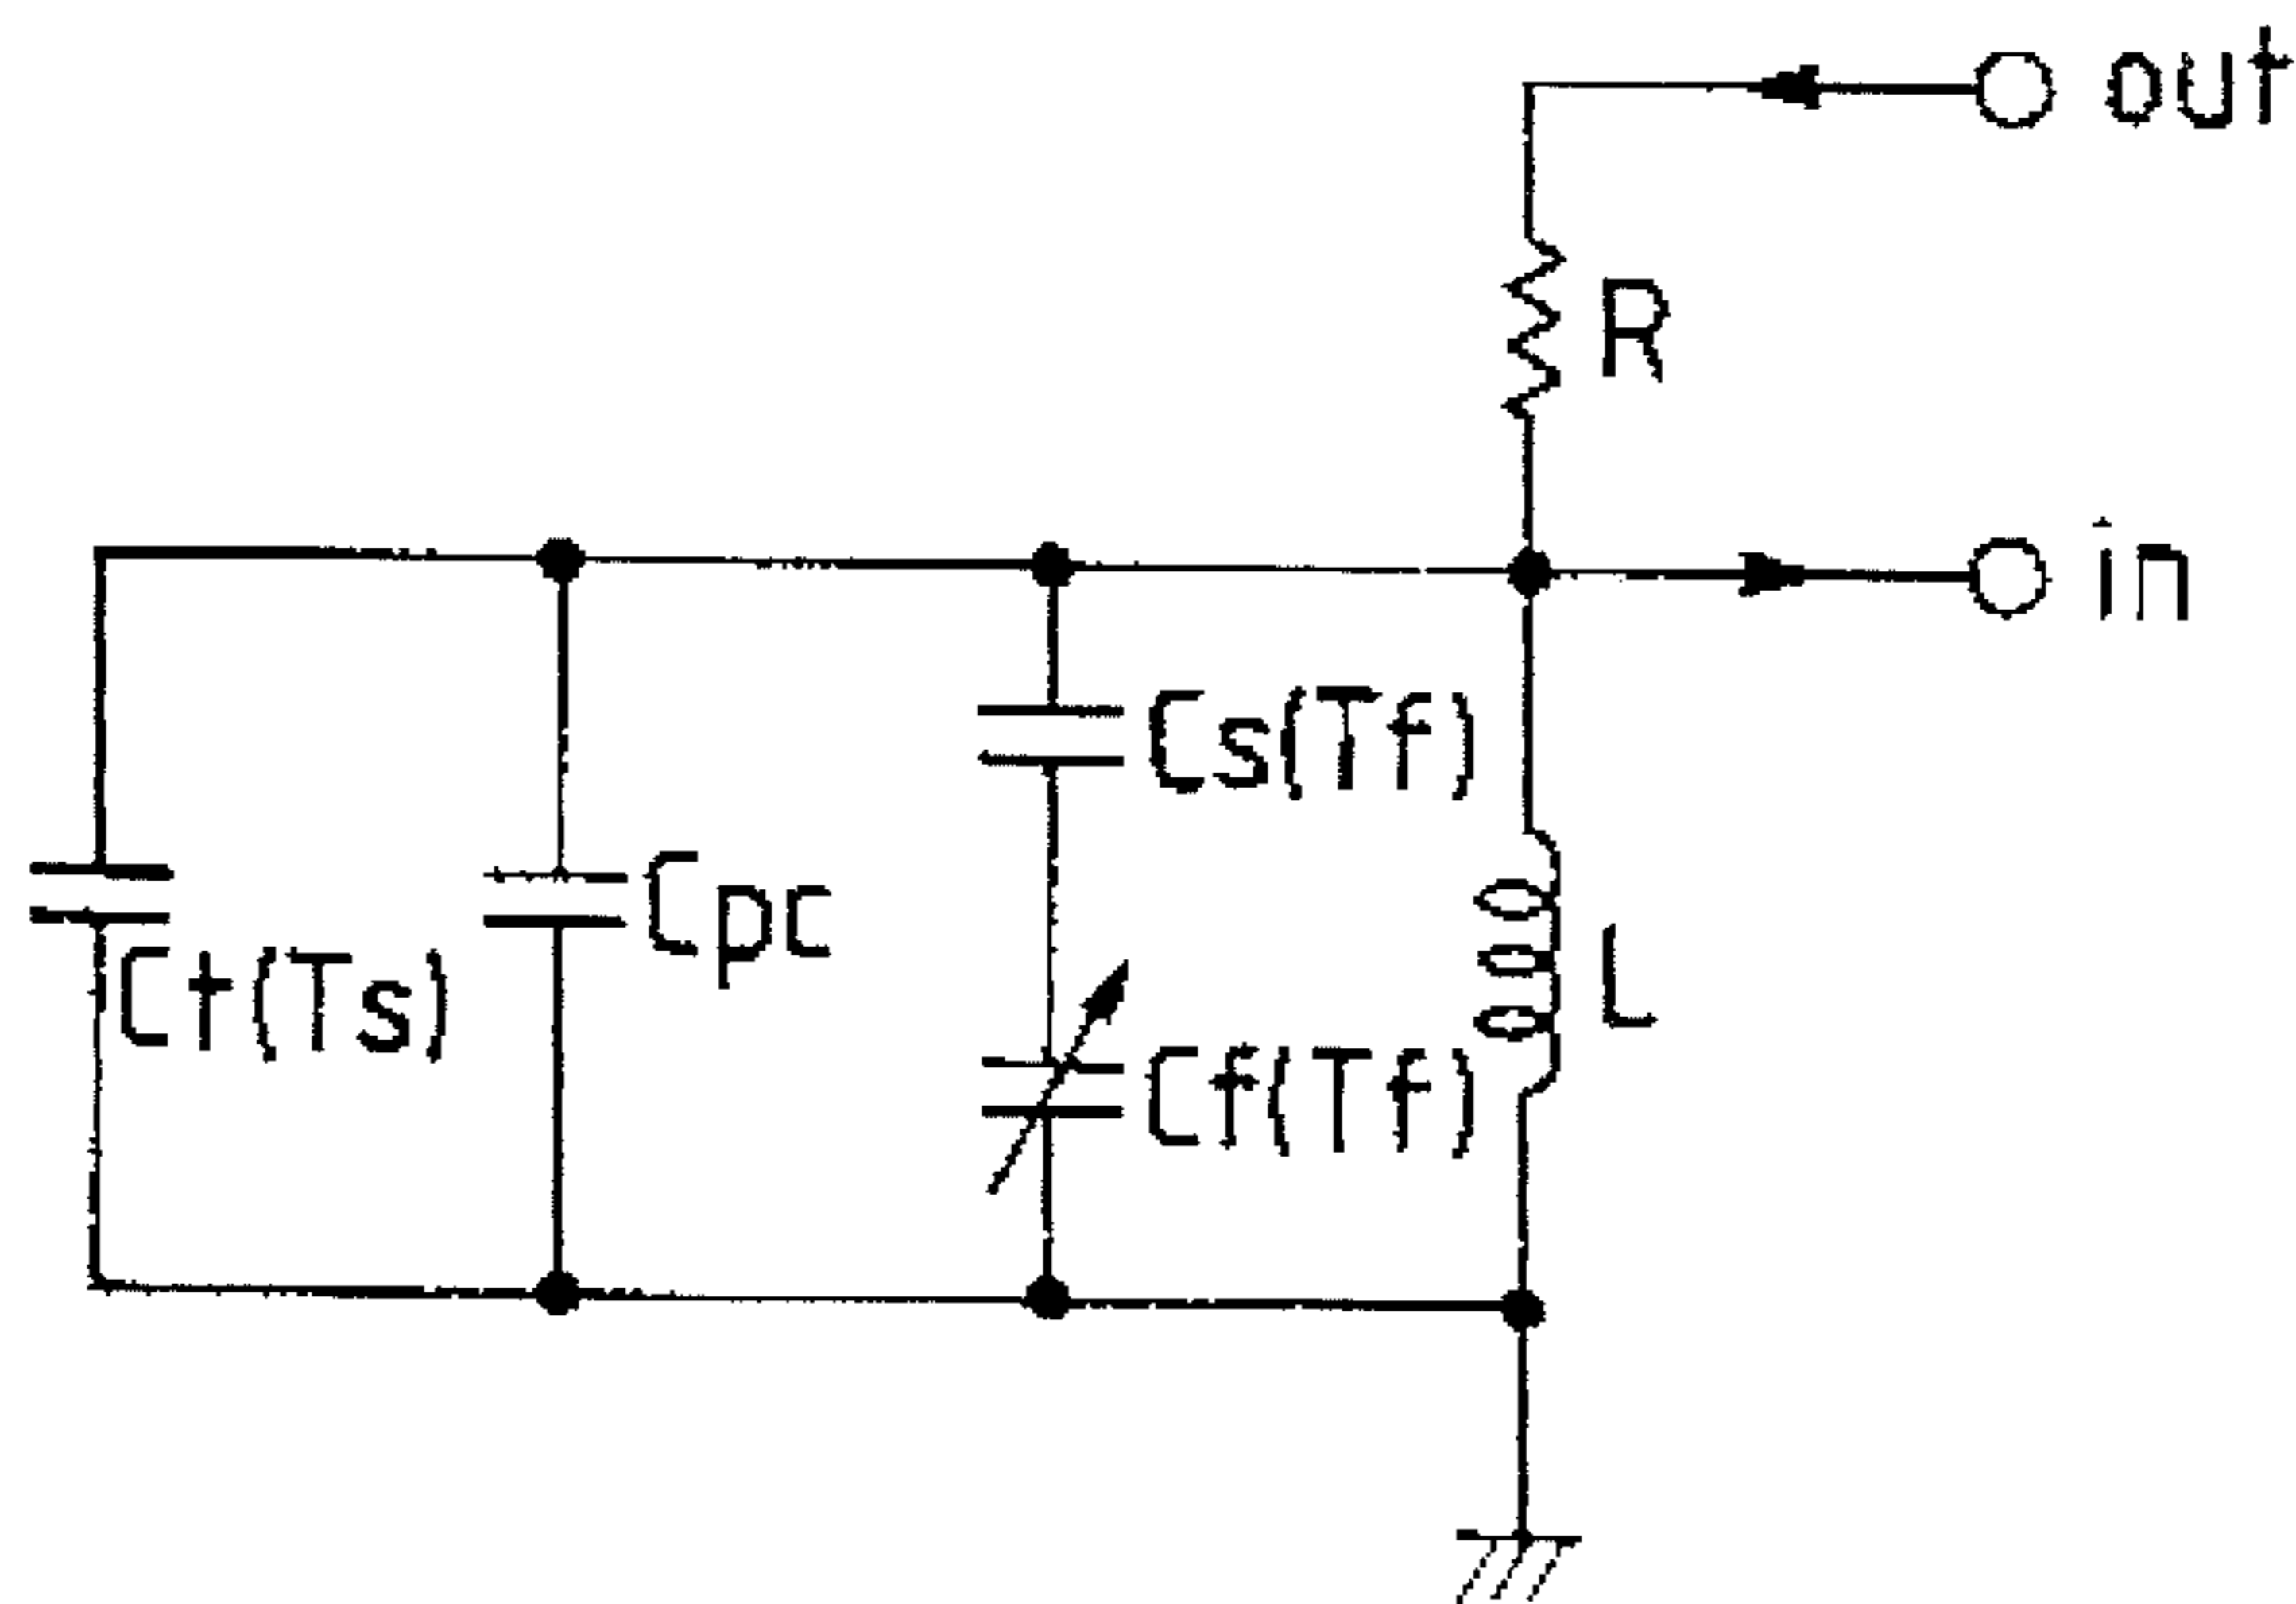 out
R
in
Cs(Tf)
Cpc
L
Ct(Ts)
Cf(Tf)